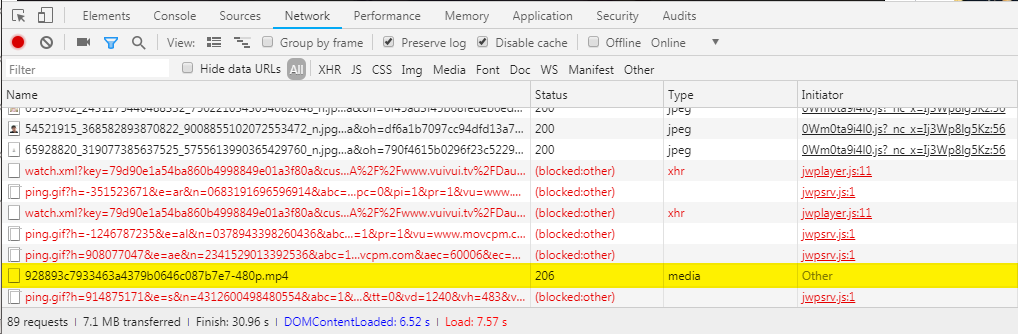 Elements Console Sources Network Performance Memory Application Security Audits
View: Group by frame Preserve log Disable cache Offline Online
Filter Hide data URLs All XHR JS CSS Img Media Font Doc WS Manifest Other
Name Status Type Initiator
200 jpeg 0Wm0ta9i4l0.js?_nc_x=Ij3Wp8lg5Kz:56
54521915_368582893870822_9008855102072553472_n.jpg...a&oh=df6a1b7097cc94dfd13a7... 200 jpeg 0Wm0ta9i4l0.js?_nc_x=Ij3Wp8lg5Kz:56
65928820_319077385637525_5755613990365429760_n.jpg...a&oh=790f4615b0296f23c5229... 200 jpeg 0Wm0ta9i4l0.js?_nc_x=Ij3Wp8lg5Kz:56
watch.xml?key=79d90e1a54ba860b4998849e01a3f80a&cus...A%2F%2Fwww.vuivui.tv%2FDau... (blocked:other) xhr jwplayer.js:11
ping.gif?h=-351523671&e=ar&n=0683191696596914&abc=...pc=0&pi=1&pr=1&vu=www.... (blocked:other) jwpsrv.js:1
watch.xml?key=79d90e1a54ba860b4998849e01a3f80a&cus...A%2F%2Fwww.vuivui.tv%2FDau... (blocked:other) xhr jwplayer.js:11
ping.gif?h=-1246787235&e=al&n=0378943398260436&abc...=1&pr=1&vu=www.movcpm.c... (blocked:other) jwpsrv.js:1
ping.gif?h=908077047&e=ae&n=2341529013392536&abc=1...vcpm.com&aec=60006&ec=... (blocked:other) jwpsrv.js:1
928893c7933463a4379b0646c087b7e7-480p.mp4 206 media Other
ping.gif?h=914875171&e=s&n=4312600498480554&abc=1&...&tt=0&vd=1240&vh=483&v... (blocked:other) jwpsrv.js:1
89 requests | 7.1 MB transferred | Finish: 30.96 s | DOMContentLoaded: 6.52 s | Load: 7.57 s